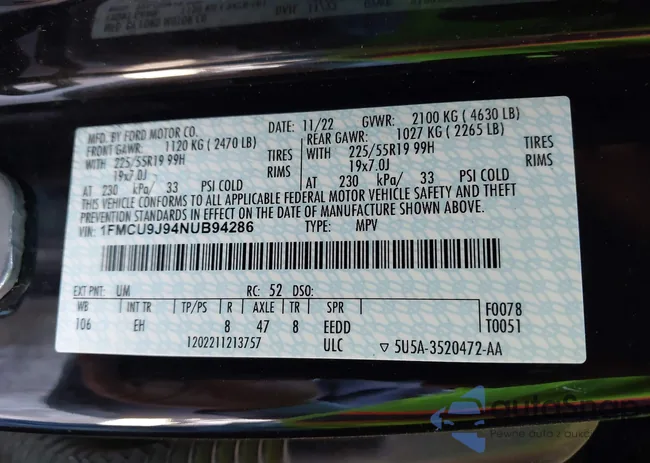 MFD. BY FORD MOTOR CO.
DATE: 11/22 GVWR: 2100 KG ( 4630 LB)
FRONT GAWR: 1120 KG ( 2470 LB) REAR GAWR: 1027 KG ( 2265 LB)
WITH 225/55R19 99H TIRES WITH 225/55R19 99H TIRES
19x7.0J RIMS 19x7.0J RIMS
AT 230 kPa/ 33 PSI COLD AT 230 kPa/ 33 PSI COLD
THIS VEHICLE CONFORMS TO ALL APPLICABLE FEDERAL MOTOR VEHICLE SAFETY AND THEFT
PREVENTION STANDARDS IN EFFECT ON THE DATE OF MANUFACTURE SHOWN ABOVE.
VIN: 1FMCU9J94NUB94286 TYPE: MPV
EXT PNT: UM RC: 52 DSO:
WB INT TR TP/PS R AXLE TR SPR F0078
106 EH 8 47 8 EEDD T0051
1202211213757 ULC ▽ 5U5A-3520472-AA
autoSnap
Pewne auta z aukc